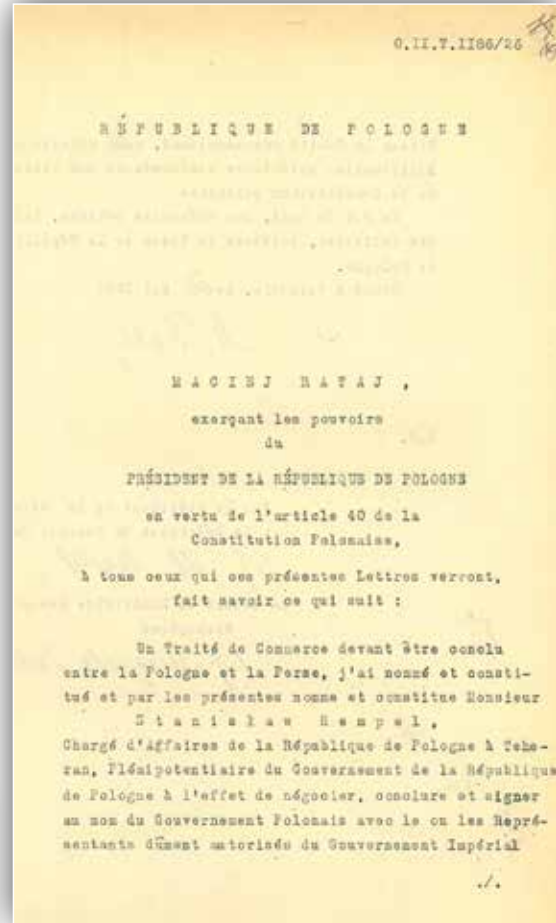 O.II.T.1186/26
RÉPUBLIQUE DE POLOGNE
MACIEJ RATAJ,
exerçant les pouvoirs
du
PRÉSIDENT DE LA RÉPUBLIQUE DE POLOGNE
en vertu de l'article 40 de la
Constitution Polonaise,
à tous ceux qui ces présentes Lettres verront,
fait savoir ce qui suit :
Un Traité de Commerce devant être conclu
entre la Pologne et la Perse, j'ai nommé et consti-
tué et par les présentes nomme et constitue Monsieur
Stanisław Hempel,
Chargé d'Affaires de la République de Pologne à Tehe-
ran, Plénipotentiaire du Gouvernement de la République
de Pologne à l'effet de négocier, conclure et signer
au nom du Gouvernement Polonais avec le ou les Repré-
sentants dûment autorisés du Gouvernement Impérial
./.